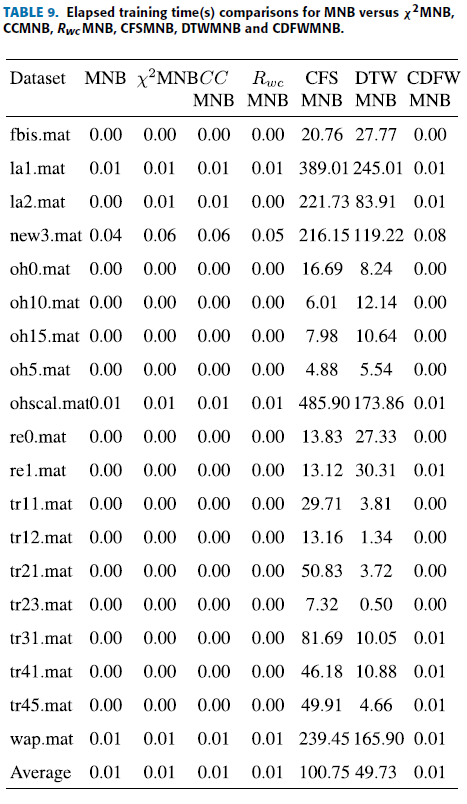 TABLE 9. Elapsed training time(s) comparisons for MNB versus χ²MNB,
CCMNB, RwcMNB, CFSMNB, DTWMNB and CDFWMNB.
Dataset MNB χ²MNB CC Rwc CFS DTW CDFW
MNB MNB MNB MNB MNB
fbis.mat 0.00 0.00 0.00 0.00 20.76 27.77 0.00
la1.mat 0.01 0.01 0.01 0.01 389.01 245.01 0.01
la2.mat 0.00 0.01 0.01 0.00 221.73 83.91 0.01
new3.mat 0.04 0.06 0.06 0.05 216.15 119.22 0.08
oh0.mat 0.00 0.00 0.00 0.00 16.69 8.24 0.00
oh10.mat 0.00 0.00 0.00 0.00 6.01 12.14 0.00
oh15.mat 0.00 0.00 0.00 0.00 7.98 10.64 0.00
oh5.mat 0.00 0.00 0.00 0.00 4.88 5.54 0.00
ohscal.mat 0.01 0.01 0.01 0.01 485.90 173.86 0.01
re0.mat 0.00 0.00 0.00 0.00 13.83 27.33 0.00
re1.mat 0.00 0.00 0.00 0.00 13.12 30.31 0.01
tr11.mat 0.00 0.00 0.00 0.00 29.71 3.81 0.00
tr12.mat 0.00 0.00 0.00 0.00 13.16 1.34 0.00
tr21.mat 0.00 0.00 0.00 0.00 50.83 3.72 0.00
tr23.mat 0.00 0.00 0.00 0.00 7.32 0.50 0.00
tr31.mat 0.00 0.00 0.00 0.00 81.69 10.05 0.01
tr41.mat 0.00 0.00 0.00 0.00 46.18 10.88 0.01
tr45.mat 0.00 0.00 0.00 0.00 49.91 4.66 0.01
wap.mat 0.01 0.01 0.01 0.01 239.45 165.90 0.01
Average 0.01 0.01 0.01 0.01 100.75 49.73 0.01